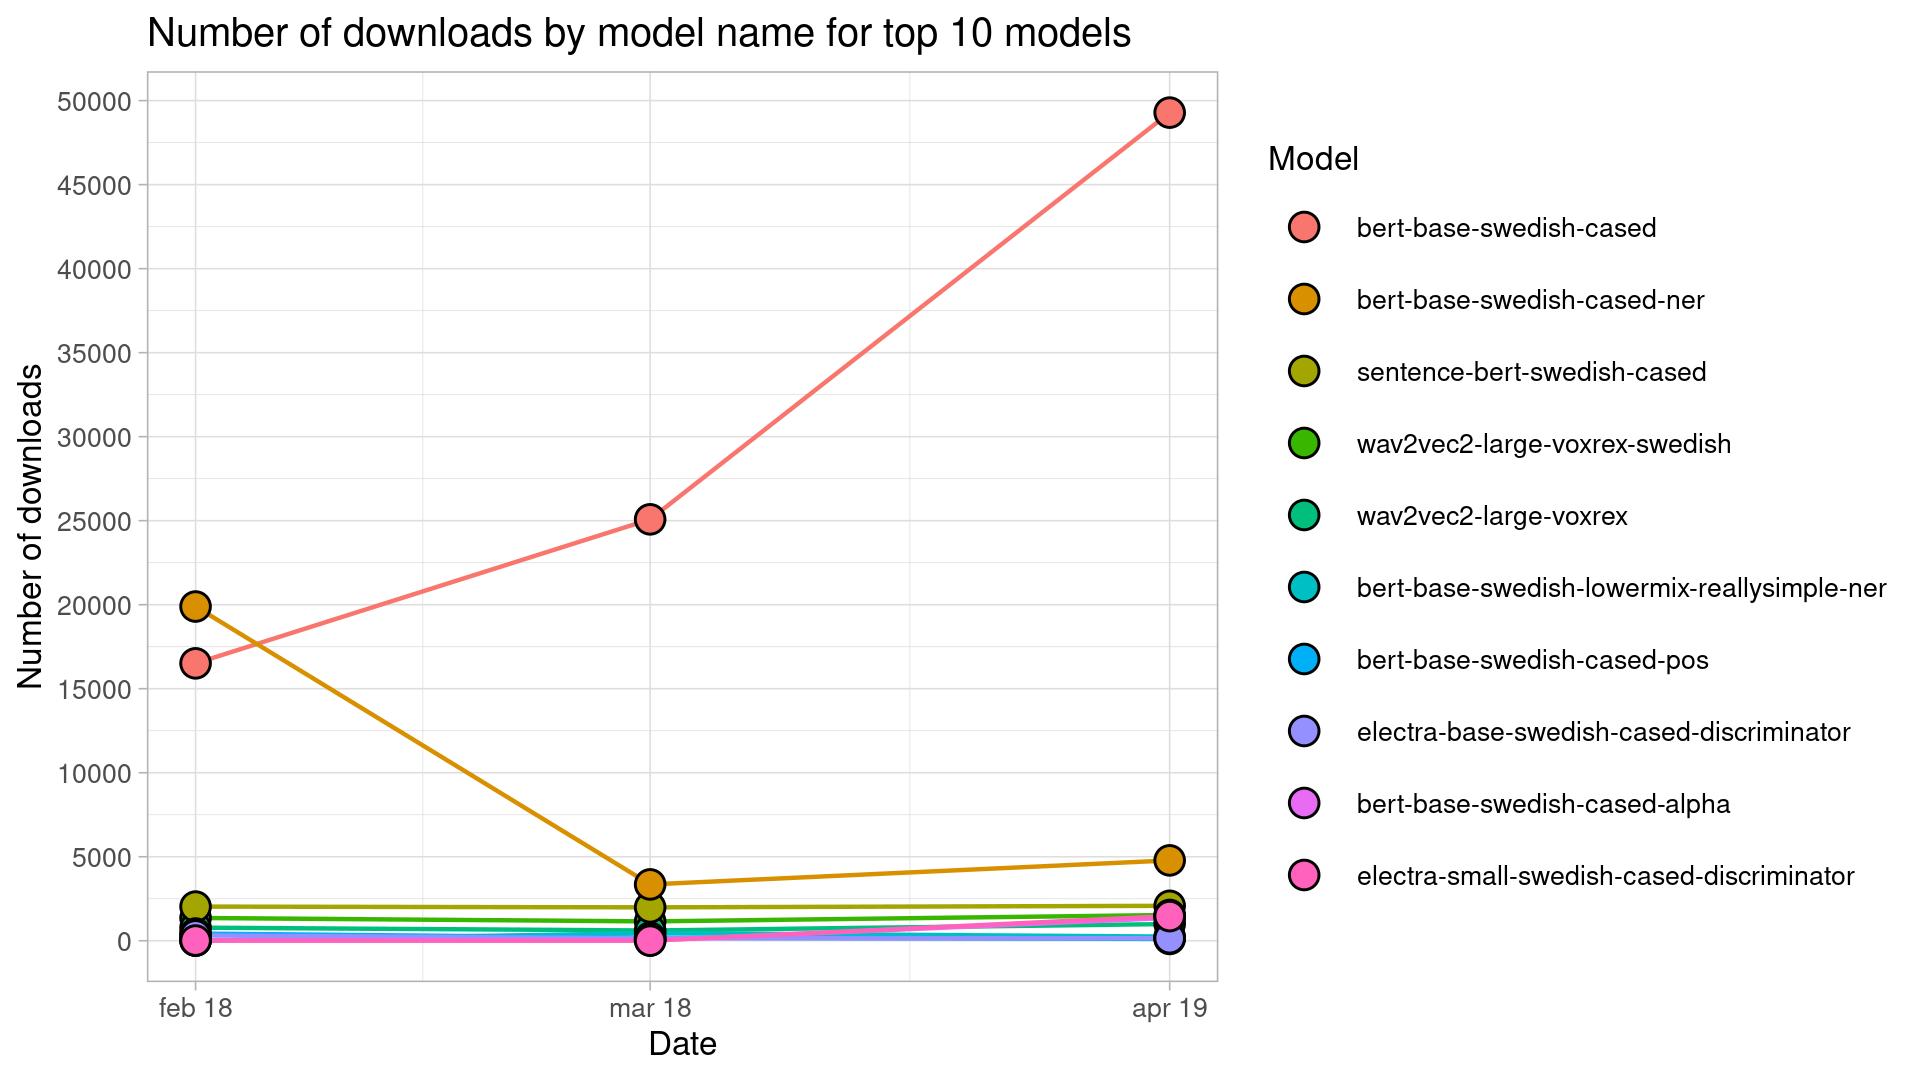 Number of downloads by model name for top 10 models
Number of downloads
50000
45000
40000
35000
30000
25000
20000
15000
10000
5000
0
feb 18
mar 18
apr 19
Date
Model
bert-base-swedish-cased
bert-base-swedish-cased-ner
sentence-bert-swedish-cased
wav2vec2-large-voxrex-swedish
wav2vec2-large-voxrex
bert-base-swedish-lowermix-reallysimple-ner
bert-base-swedish-cased-pos
electra-base-swedish-cased-discriminator
bert-base-swedish-cased-alpha
electra-small-swedish-cased-discriminator